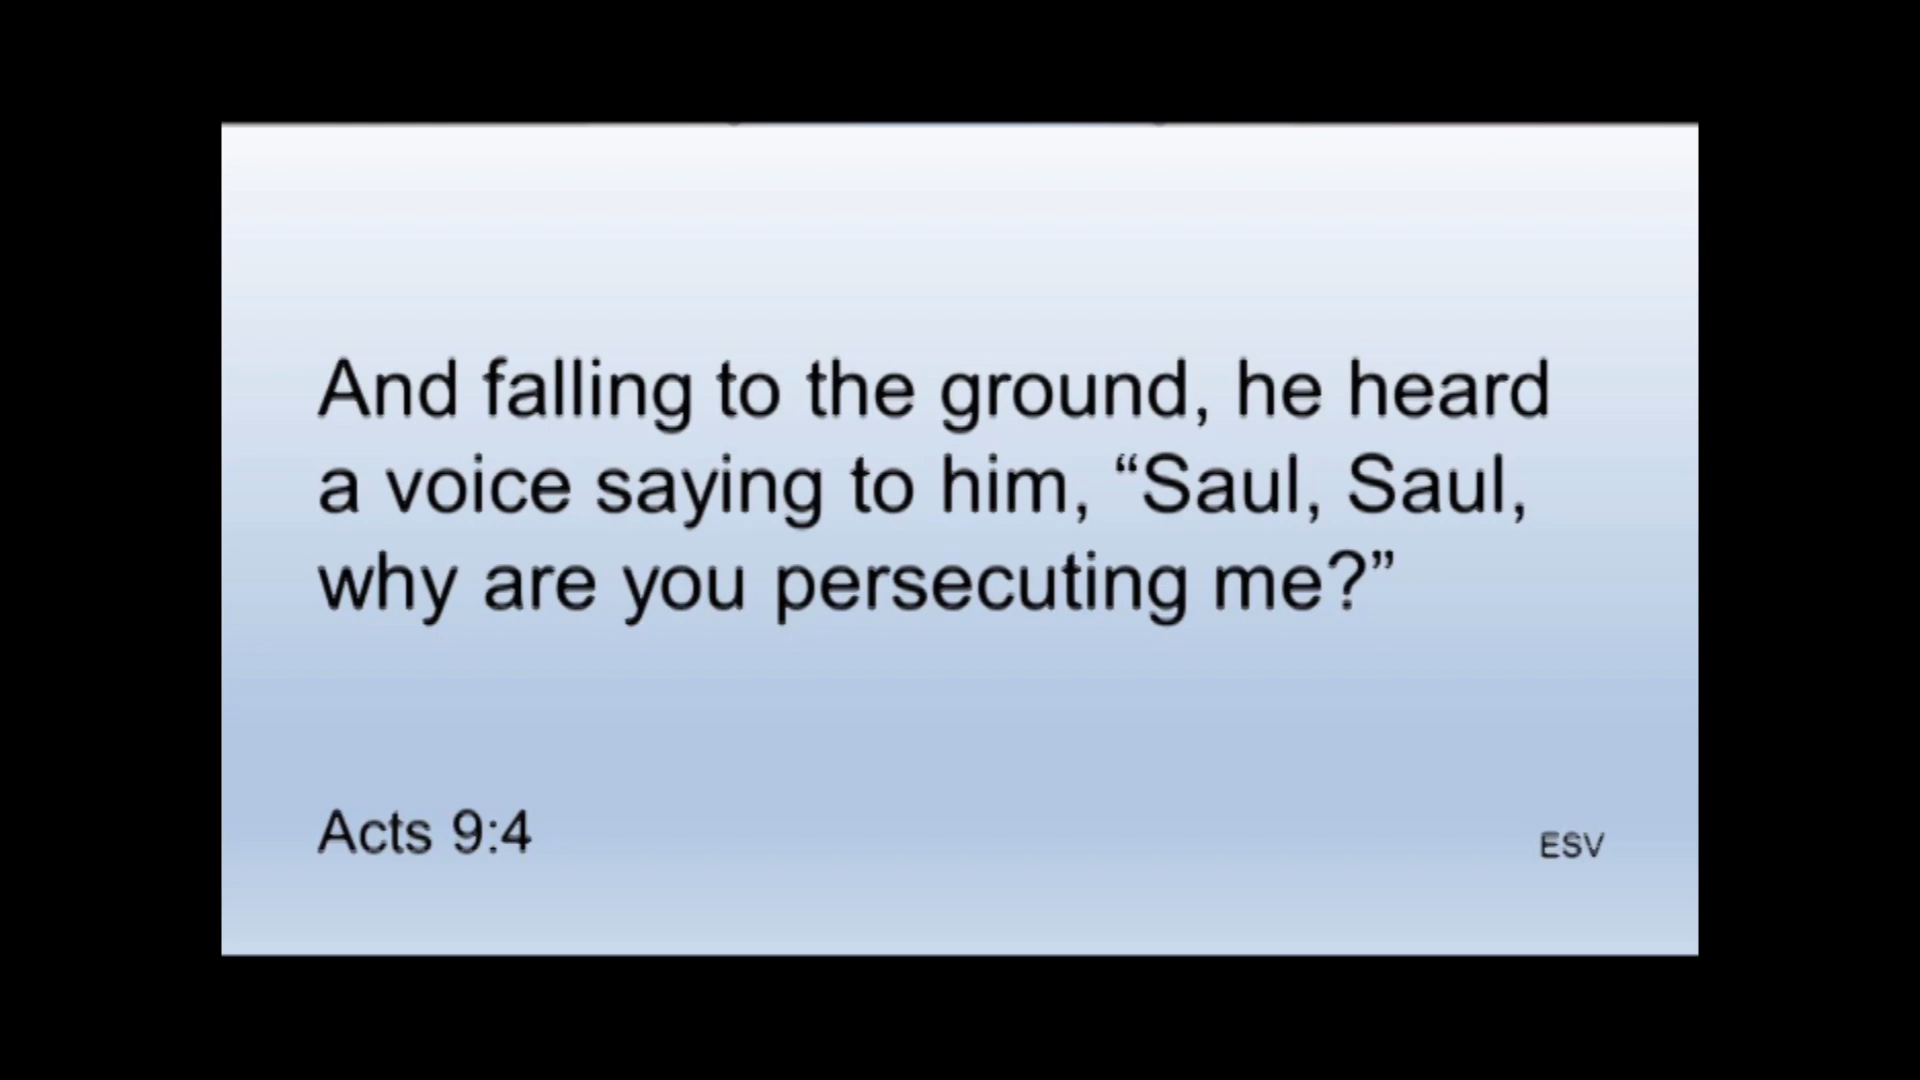 And falling to the ground, he heard
a voice saying to him, “Saul, Saul,
why are you persecuting me?”
Acts 9:4
ESV